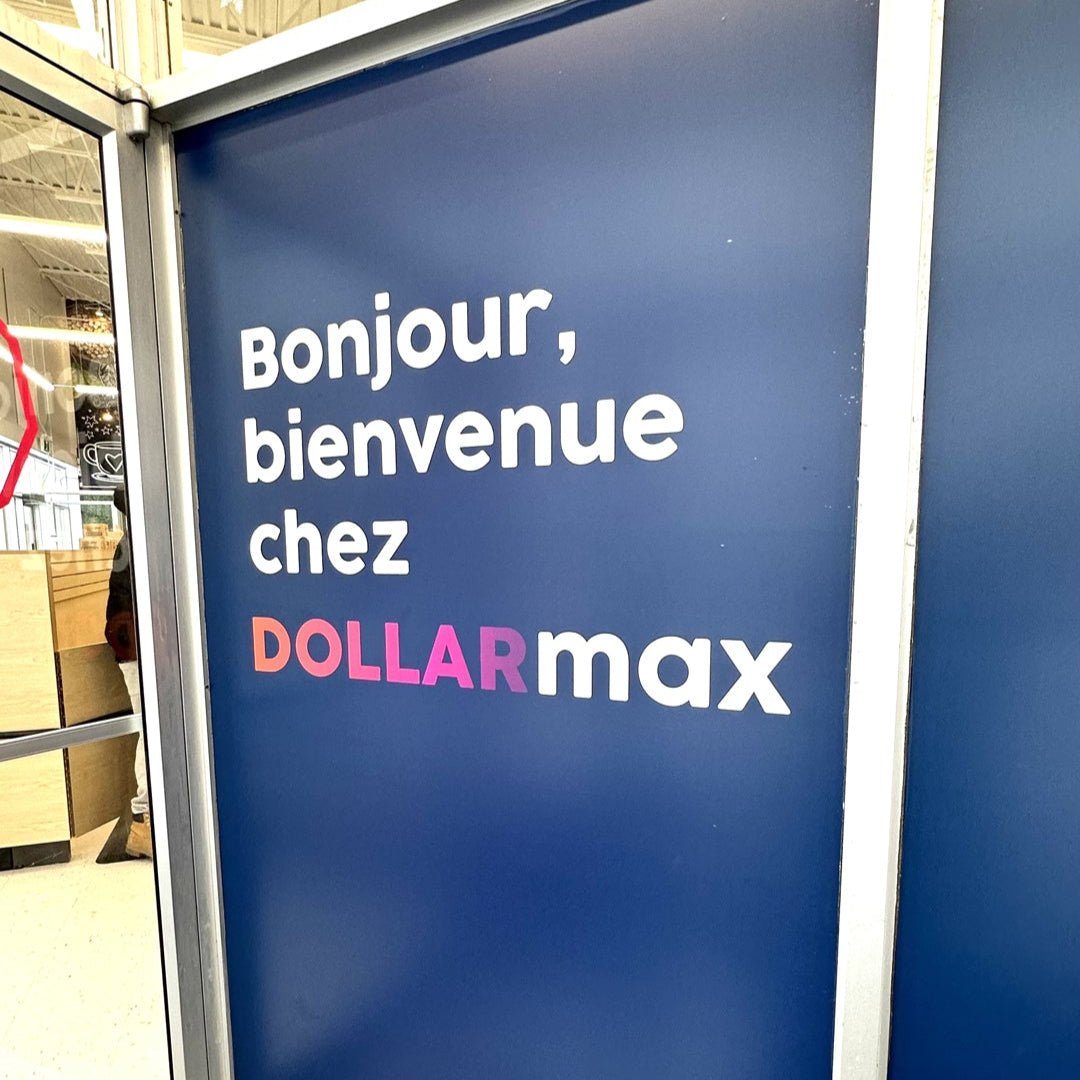 Bonjour,
bienvenue
chez
DOLLARmax